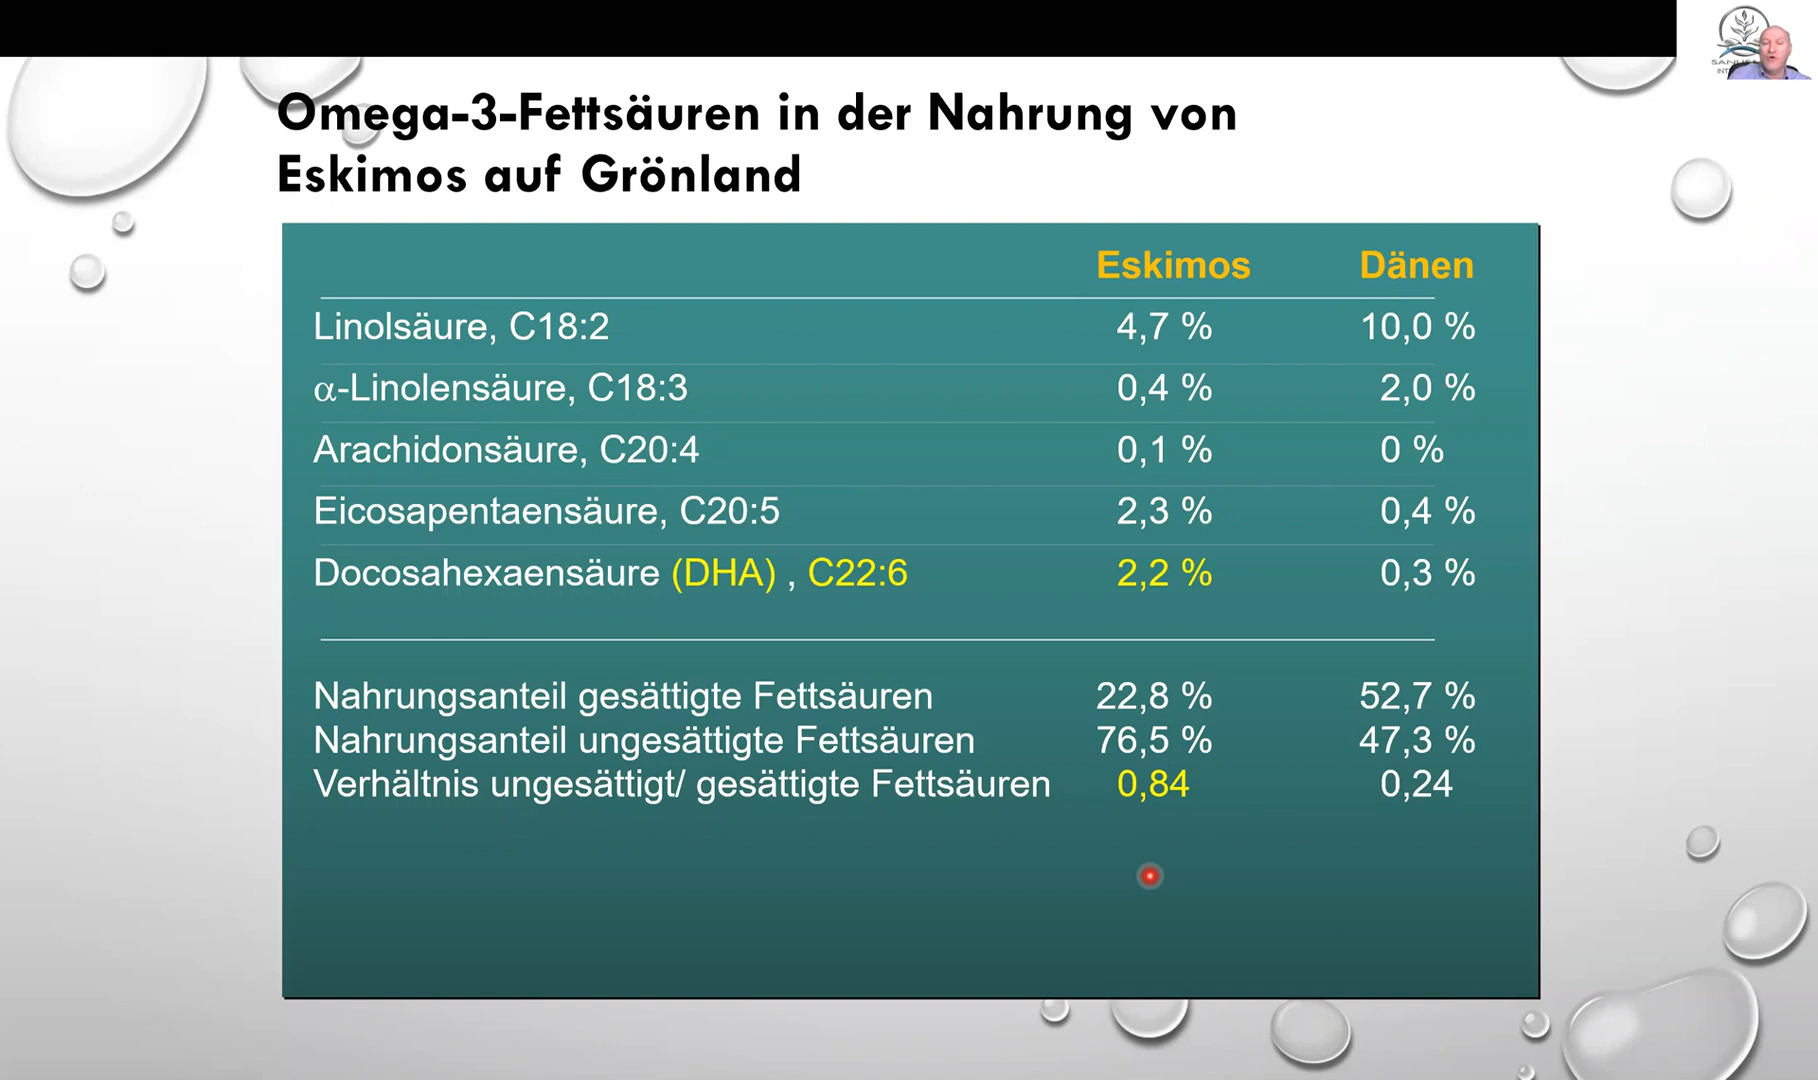 Omega-3-Fettsäuren in der Nahrung von
Eskimos auf Grönland
Eskimos Dänen
Linolsäure, C18:2 4,7 % 10,0 %
α-Linolensäure, C18:3 0,4 % 2,0 %
Arachidonsäure, C20:4 0,1 % 0 %
Eicosapentaensäure, C20:5 2,3 % 0,4 %
Docosahexaensäure (DHA) , C22:6 2,2 % 0,3 %
Nahrungsanteil gesättigte Fettsäuren 22,8 % 52,7 %
Nahrungsanteil ungesättigte Fettsäuren 76,5 % 47,3 %
Verhältnis ungesättigt/ gesättigte Fettsäuren 0,84 0,24